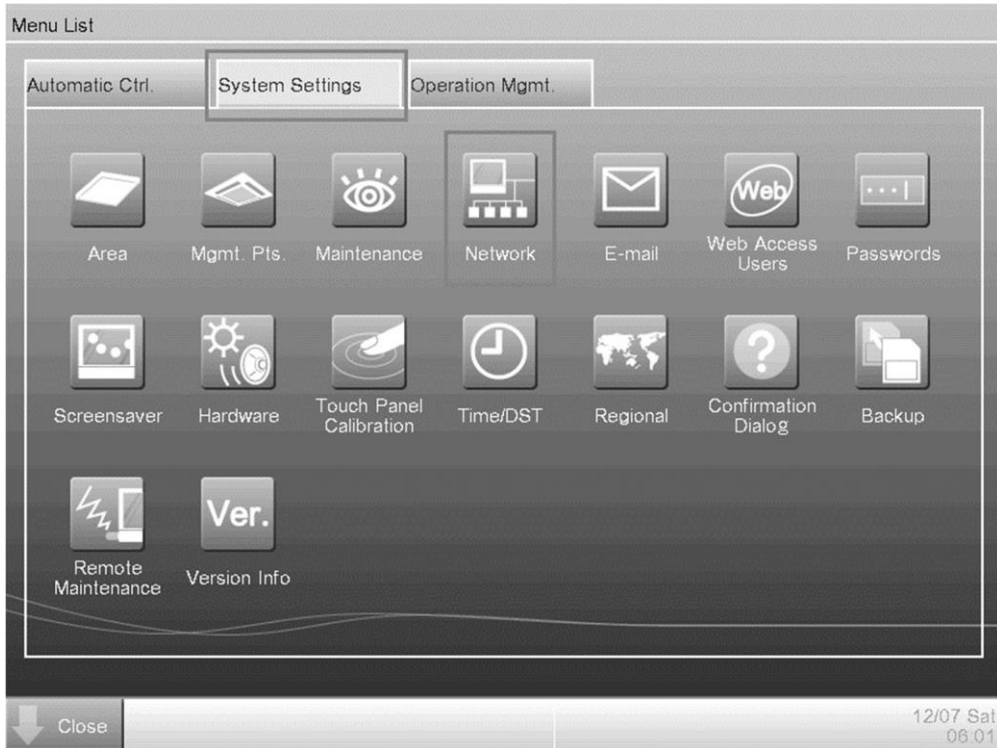 Menu List
Automatic Ctrl.
System Settings
Operation Mgmt.
Area
Mgmt. Pts.
Maintenance
Network
E-mail
Web
Web Access
Users
Passwords
Screensaver
Hardware
Touch Panel
Calibration
Time/DST
Regional
?
Confirmation
Dialog
Backup
Remote
Maintenance
Ver.
Version Info
Close
12/07 Sat
06:01